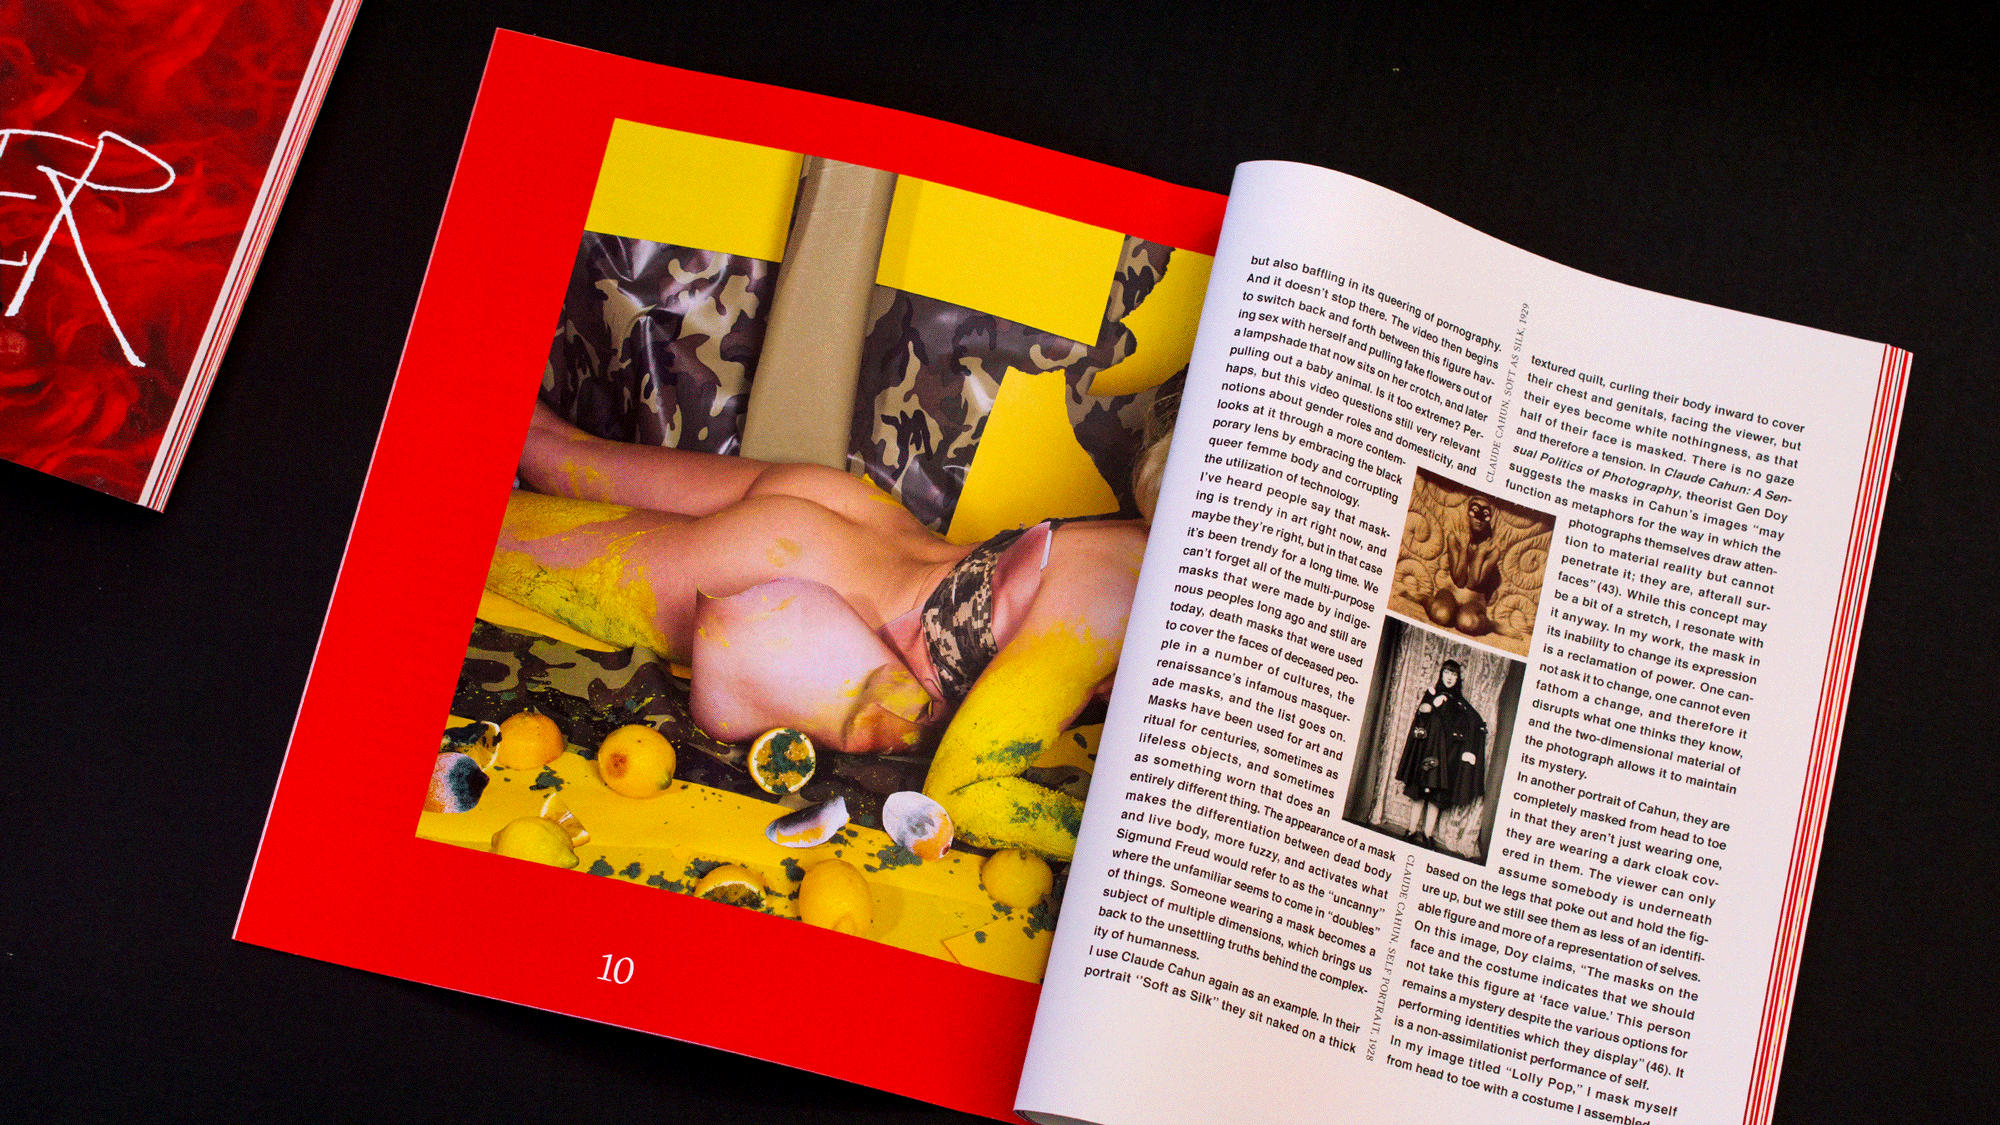 ER
10
but also baffling in its queering of pornography.
And it doesn't stop there. The video then begins
to switch back and forth between this figure hav-
ing sex with herself and pulling fake flowers out of
a lampshade that now sits on her crotch, and later
pulling out a baby animal. Is it too extreme? Per-
haps, but this video questions still very relevant
notions about gender roles and domesticity, and
looks at it through a more contem-
porary lens by embracing the black
queer femme body and corrupting
the utilization of technology.
I've heard people say that mask-
ing is trendy in art right now, and
maybe they're right, but in that case
it's been trendy for a long time. We
can't forget all of the multi-purpose
masks that were made by indige-
nous peoples long ago and still are
today, death masks that were used
to cover the faces of deceased peo-
ple in a number of cultures, the
renaissance's infamous masquer-
ade masks, and the list goes on.
Masks have been used for art and
ritual for centuries, sometimes as
lifeless objects, and sometimes
as something worn that does an
entirely different thing. The appearance of a mask
makes the differentiation between dead body
and live body, more fuzzy, and activates what
Sigmund Freud would refer to as the "uncanny"
where the unfamiliar seems to come in "doubles"
of things. Someone wearing a mask becomes a
subject of multiple dimensions, which brings us
back to the unsettling truths behind the complex-
ity of humanness.
I use Claude Cahun again as an example. In their
portrait "Soft as Silk" they sit naked on a thick
CLAUDE CAHUN, SOFT AS SILK, 1929
CLAUDE CAHUN, SELF PORTRAIT, 1928
textured quilt, curling their body inward to cover
their chest and genitals, facing the viewer, but
their eyes become white nothingness, as that
half of their face is masked. There is no gaze
and therefore a tension. In Claude Cahun: A Sen-
sual Politics of Photography, theorist Gen Doy
suggests the masks in Cahun's images "may
function as metaphors for the way in which the
photographs themselves draw atten-
tion to material reality but cannot
penetrate it; they are, afterall sur-
faces" (43). While this concept may
be a bit of a stretch, I resonate with
it anyway. In my work, the mask in
its inability to change its expression
is a reclamation of power. One can-
not ask it to change, one cannot even
fathom a change, and therefore it
disrupts what one thinks they know,
and the two-dimensional material of
the photograph allows it to maintain
its mystery.
In another portrait of Cahun, they are
completely masked from head to toe
in that they aren't just wearing one,
they are wearing a dark cloak cov-
ered in them. The viewer can only
assume somebody is underneath
based on the legs that poke out and hold the fig-
ure up, but we still see them as less of an identifi-
able figure and more of a representation of selves.
On this image, Doy claims, "The masks on the
face and the costume indicates that we should
not take this figure at 'face value.' This person
remains a mystery despite the various options for
performing identities which they display" (46). It
is a non-assimilationist performance of self.
In my image titled "Lolly Pop," I mask myself
from head to toe with a costume I assembled